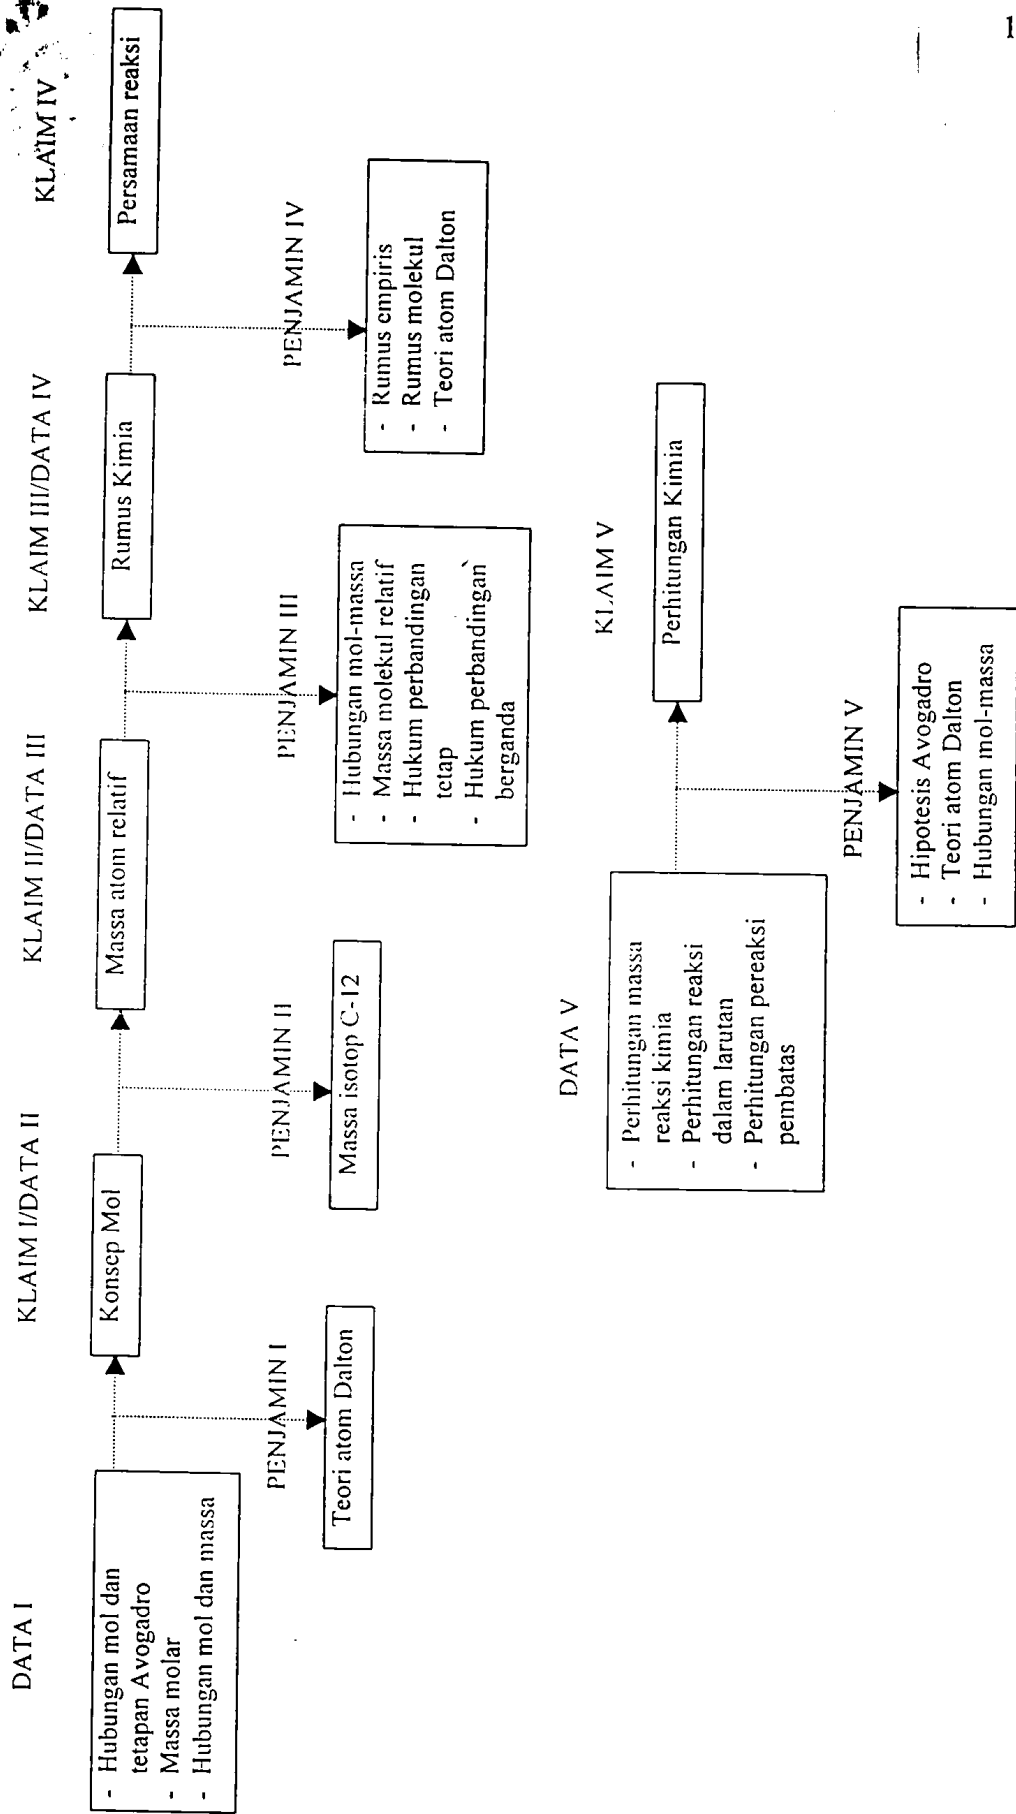 1
DATA I
KLAIM I/DATA II
KLAIM II/DATA III
KLAIM III/DATA IV
KLAIM IV
- Hubungan mol dan
tetapan Avogadro
- Massa molar
- Hubungan mol dan massa
Konsep Mol
Massa atom relatif
Rumus Kimia
Persamaan reaksi
PENJAMIN I
PENJAMIN II
PENJAMIN III
PENJAMIN IV
Teori atom Dalton
Massa isotop C-12
- Hubungan mol-massa
- Massa molekul relatif
- Hukum perbandingan
tetap
- Hukum perbandingan
berganda
- Rumus empiris
- Rumus molekul
- Teori atom Dalton
DATA V
KLAIM V
- Perhitungan massa
reaksi kimia
- Perhitungan reaksi
dalam larutan
- Perhitungan pereaksi
pembatas
Perhitungan Kimia
PENJAMIN V
- Hipotesis Avogadro
- Teori atom Dalton
- Hubungan mol-massa